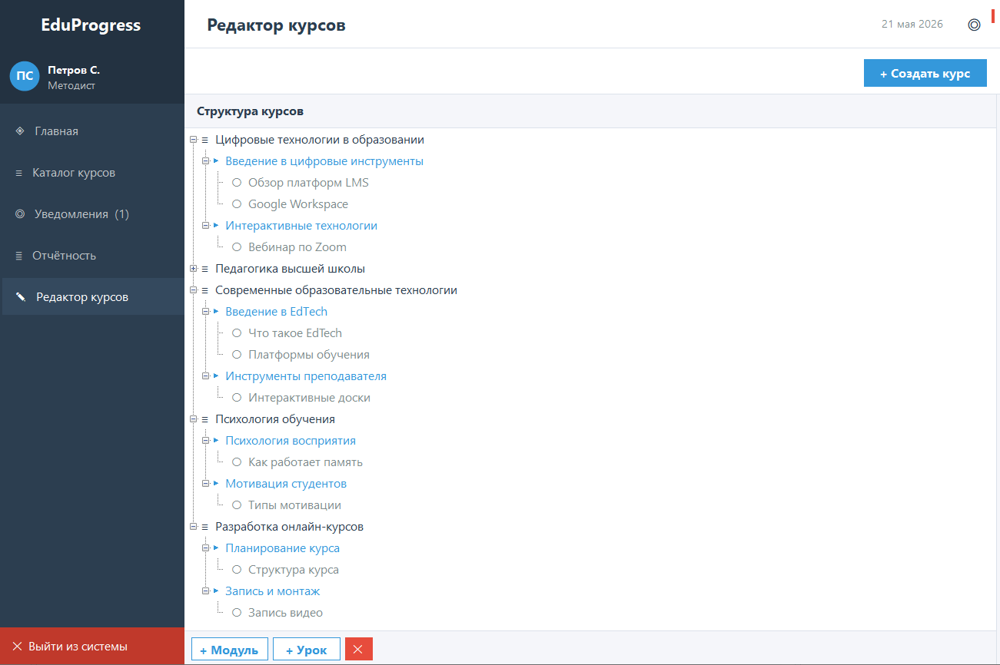 EduProgress
ПС
Петров С.
Методист
Главная
Каталог курсов
Уведомления (1)
Отчётность
Редактор курсов
Выйти из системы
Редактор курсов
21 мая 2026
+ Создать курс
Структура курсов
Цифровые технологии в образовании
Введение в цифровые инструменты
Обзор платформ LMS
Google Workspace
Интерактивные технологии
Вебинар по Zoom
Педагогика высшей школы
Современные образовательные технологии
Введение в EdTech
Что такое EdTech
Платформы обучения
Инструменты преподавателя
Интерактивные доски
Психология обучения
Психология восприятия
Как работает память
Мотивация студентов
Типы мотивации
Разработка онлайн-курсов
Планирование курса
Структура курса
Запись и монтаж
Запись видео
+ Модуль
+ Урок